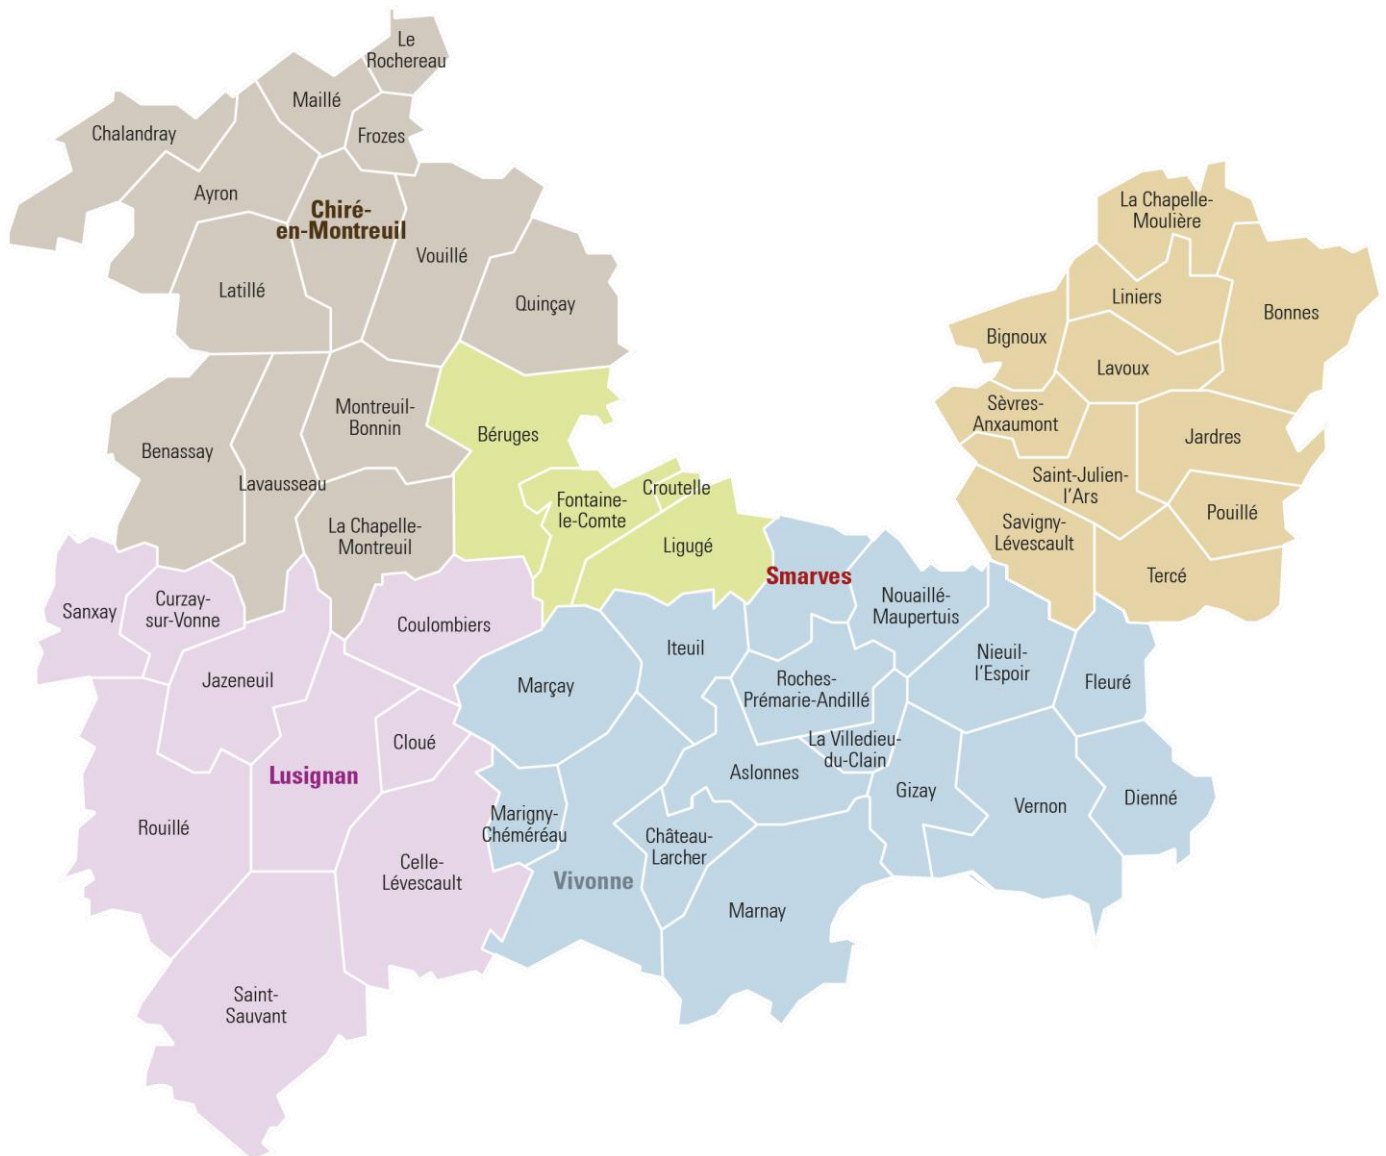 Le
Rochereau
Maillé
Frozes
Chalandray
Ayron
Chiré-
en-Montreuil
Vouillé
Latillé
Quinçay
Montreuil-
Bonnin
Benassay
Lavausseau
La Chapelle-
Montreuil
Béruges
Fontaine-
le-Comte
Croutelle
Ligugé
La Chapelle-
Moulière
Liniers
Bonnes
Bignoux
Lavoux
Sèvres-
Anxaumont
Jardres
Saint-Julien-
l'Ars
Pouillé
Savigny-
Lévescault
Tercé
Sanxay
Curzay-
sur-Vonne
Coulombiers
Jazeneuil
Cloué
Lusignan
Rouillé
Celle-
Lévescault
Saint-
Sauvant
Smarves
Nouaillé-
Maupertuis
Iteuil
Nieuil-
l'Espoir
Fleuré
Marçay
Roches-
Prémarie-Andillé
La Villedieu-
du-Clain
Aslonnes
Gizay
Vernon
Dienné
Marigny-
Chéméréau
Château-
Larcher
Vivonne
Marnay